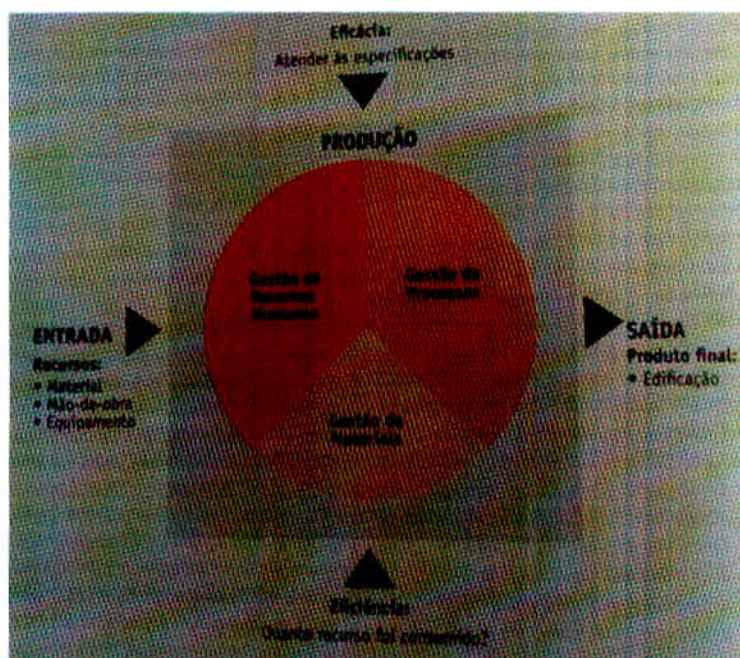 Eficácia:
Atender às especificações
PRODUÇÃO
Gestão de
Recursos
Humanos
Gestão de
Processos
ENTRADA
Recursos:
• Material
• Mão-de-obra
• Equipamento
SAÍDA
Produto final:
• Edificação
Gestão de
Materiais
Eficiência:
Quanto recurso foi consumido?